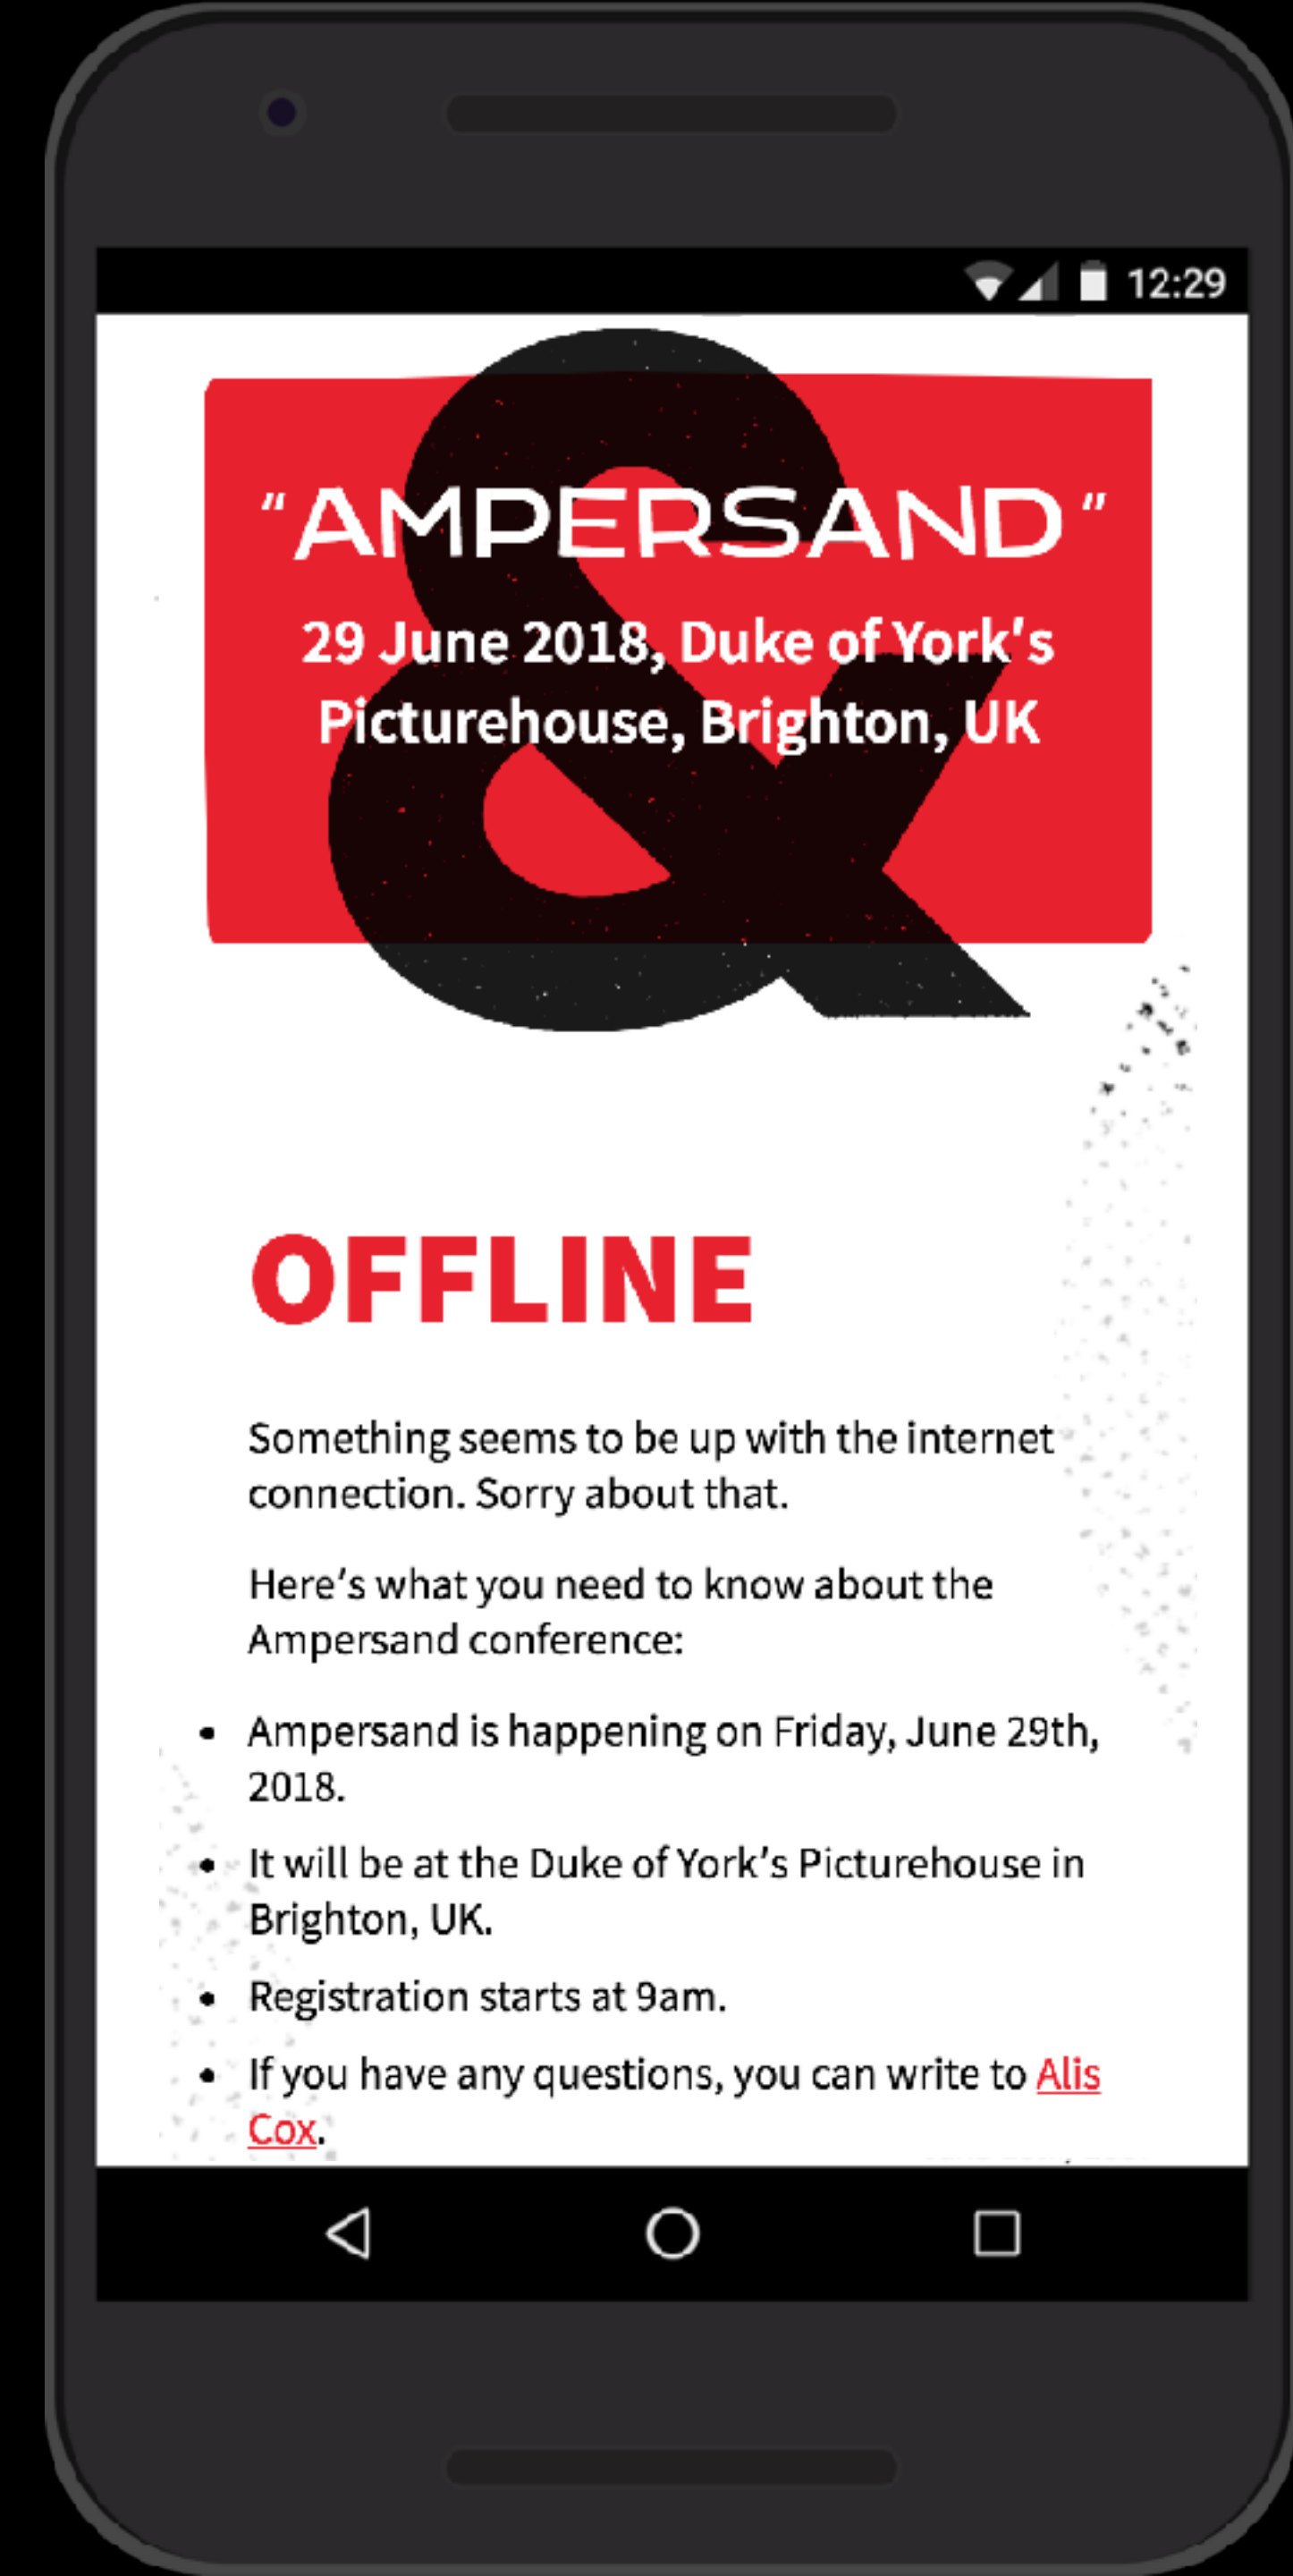 12:29
&
"AMPERSAND"
29 June 2018, Duke of York's
Picturehouse, Brighton, UK
OFFLINE
Something seems to be up with the internet
connection. Sorry about that.
Here's what you need to know about the
Ampersand conference:
• Ampersand is happening on Friday, June 29th,
2018.
• It will be at the Duke of York's Picturehouse in
Brighton, UK.
• Registration starts at 9am.
• If you have any questions, you can write to Alis
Cox.